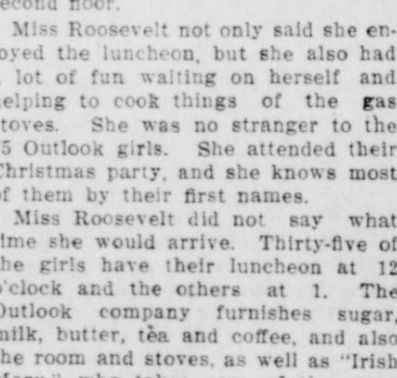 second floor.
Miss Roosevelt not only said she en-
oyed the luncheon, but she also had
lot of fun waiting on herself and
elping to cook things of the gas
toves. She was no stranger to the
5 Outlook girls. She attended their
Christmas party, and she knows most
of them by their first names.
Miss Roosevelt did not say what
time she would arrive. Thirty-five of
the girls have their luncheon at 12
o'clock and the others at 1. The
Outlook company furnishes sugar,
milk, butter, tea and coffee, and also
the room and stoves, as well as "Irish